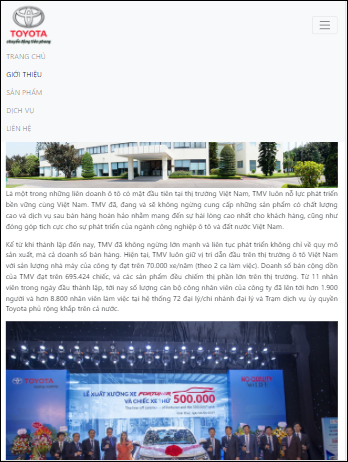 TOYOTA
chuyển động tiên phong
TRANG CHỦ
GIỚI THIỆU
SẢN PHẨM
DỊCH VỤ
LIÊN HỆ
Là một trong những liên doanh ô tô có mặt đầu tiên tại thị trường Việt Nam, TMV luôn nỗ lực phát triển
bền vững cùng Việt Nam. TMV đã, đang và sẽ không ngừng cung cấp những sản phẩm có chất lượng
cao và dịch vụ sau bán hàng hoàn hảo nhằm mang đến sự hài lòng cao nhất cho khách hàng, cũng như
đóng góp tích cực cho sự phát triển của ngành công nghiệp ô tô và đất nước Việt Nam.
Kể từ khi thành lập đến nay, TMV đã không ngừng lớn mạnh và liên tục phát triển không chỉ về quy mô
sản xuất, mà cả doanh số bán hàng. Hiện tại, TMV luôn giữ vị trí dẫn đầu trên thị trường ô tô Việt Nam
với sản lượng nhà máy của công ty đạt trên 70.000 xe/năm (theo 2 ca làm việc). Doanh số bán cộng dồn
của TMV đạt trên 695.424 chiếc, và các sản phẩm đều chiếm thị phần lớn trên thị trường. Từ 11 nhân
viên trong ngày đầu thành lập, tới nay số lượng cán bộ công nhân viên của công ty đã lên tới hơn 1.900
người và hơn 8.800 nhân viên làm việc tại hệ thống 72 đại lý/chi nhánh đại lý và Trạm dịch vụ ủy quyền
Toyota phủ rộng khắp trên cả nước.
LỄ XUẤT XƯỞNG XE FORTUNER
VÀ CHIẾC XE THỨ 500.000
TOYOTA